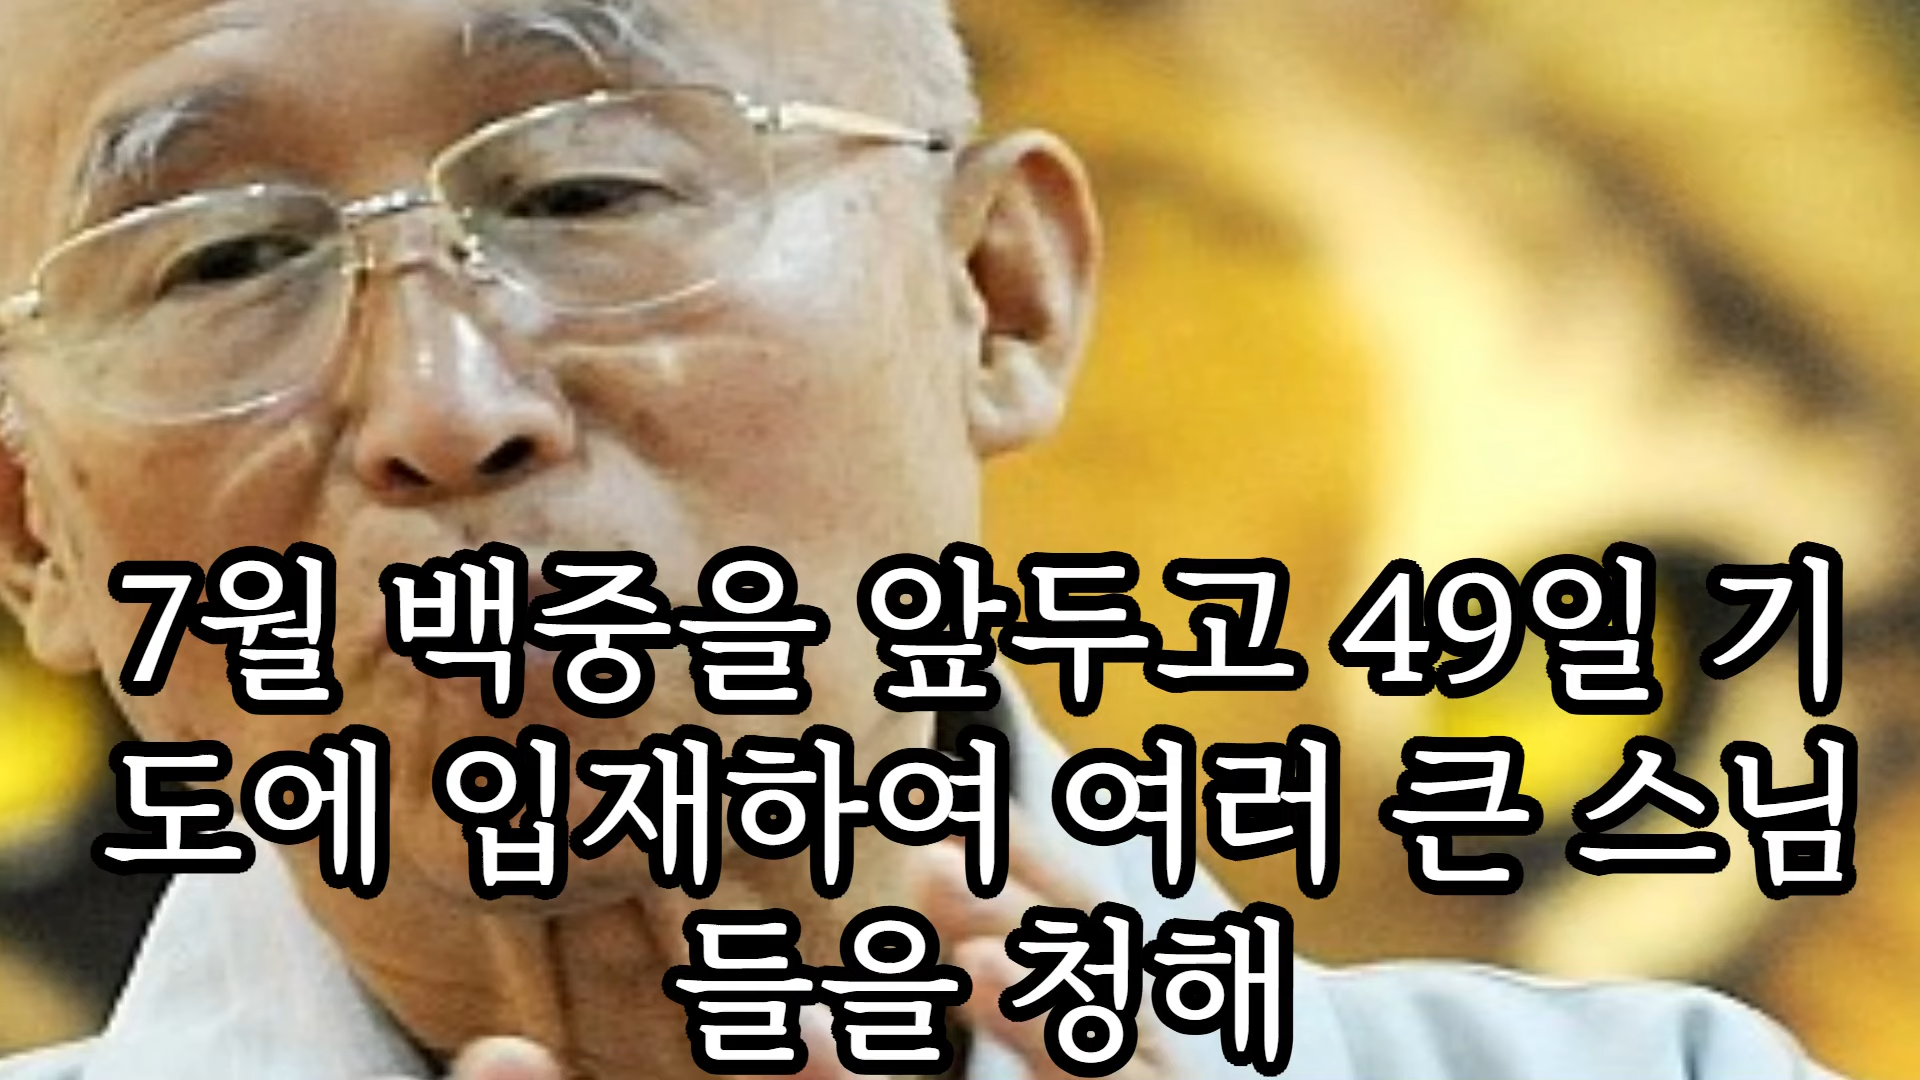 7월 백중을 앞두고 49일 기
도에 입재하여 여러 큰 스님
들을 청해